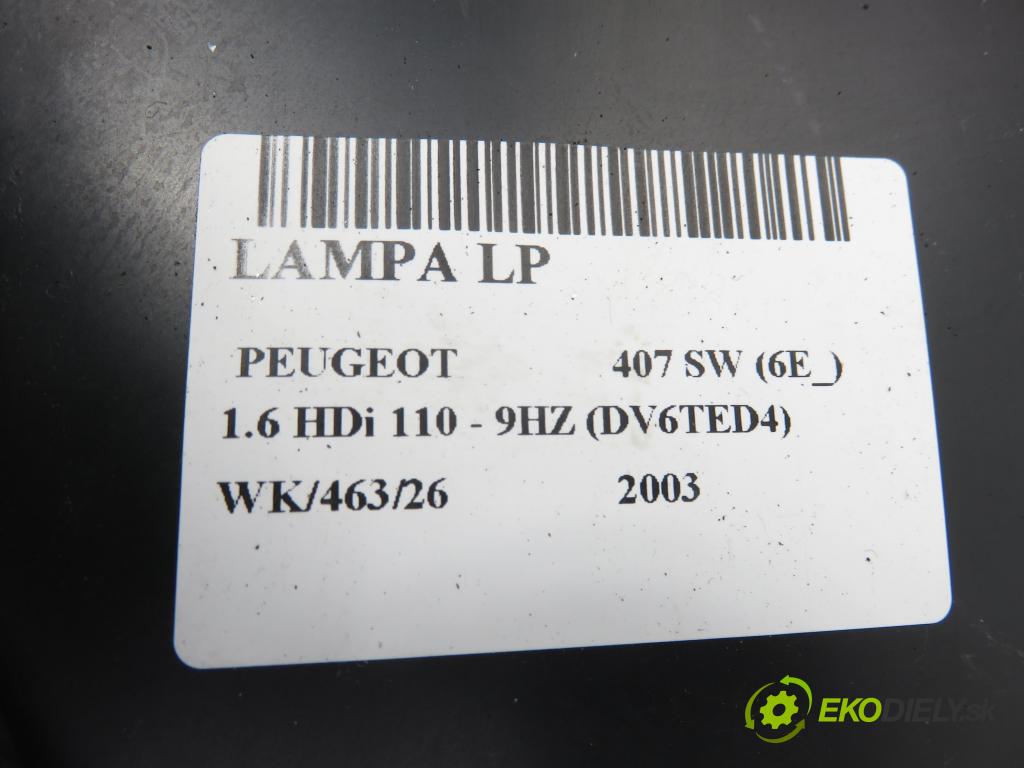 LAMPA LP
PEUGEOT 407 SW (6E_)
1.6 HDi 110 - 9HZ (DV6TED4)
WK/463/26 2003
EKODIELY.sk